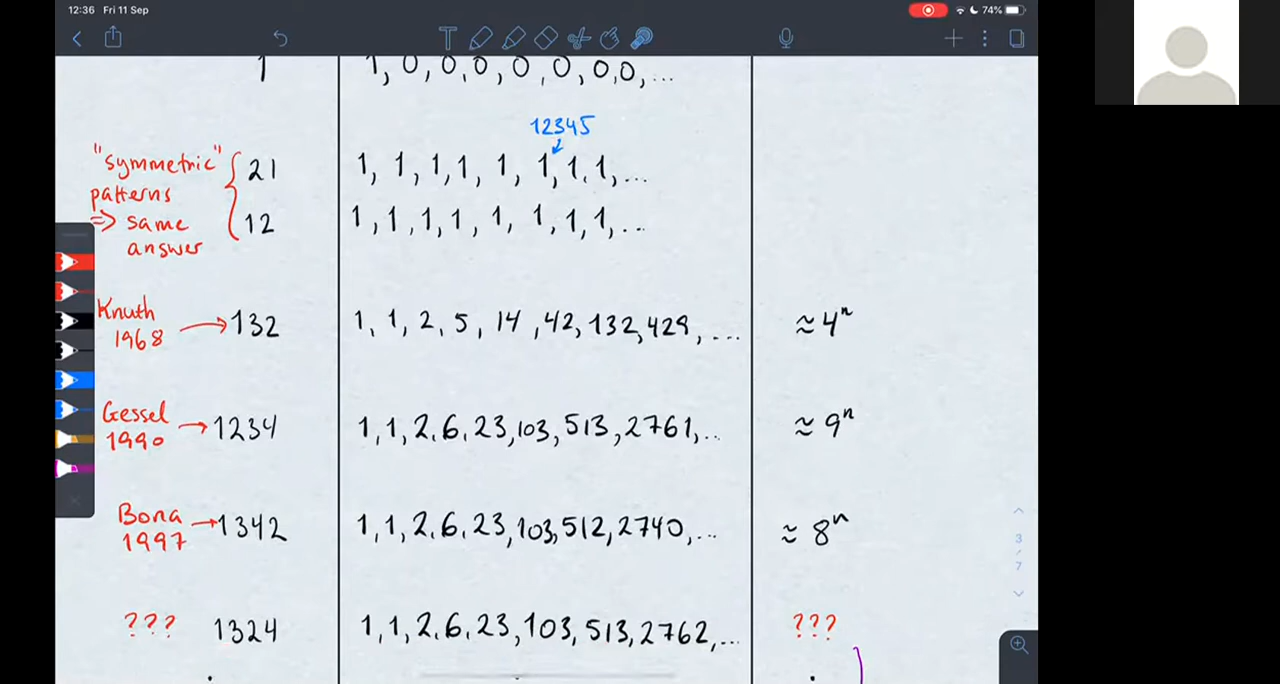 12:36 Fri 11 Sep
74%
1 1, 0, 0, 0, 0, 0, 0, 0, ...
12345
"symmetric"
patterns
=> same
answer
21 1, 1, 1, 1, 1, 1, 1, 1, ...
12 1, 1, 1, 1, 1, 1, 1, 1, ...
Knuth
1968
→ 132 1, 1, 2, 5, 14, 42, 132, 429, ... ≈ 4ⁿ
Gessel
1990
→ 1234 1, 1, 2, 6, 23, 103, 513, 2761, .. ≈ 9ⁿ
Bona
1997
→ 1342 1, 1, 2, 6, 23, 103, 512, 2740, ... ≈ 8ⁿ
??? 1324 1, 1, 2, 6, 23, 103, 513, 2762, ... ???
3
/
7